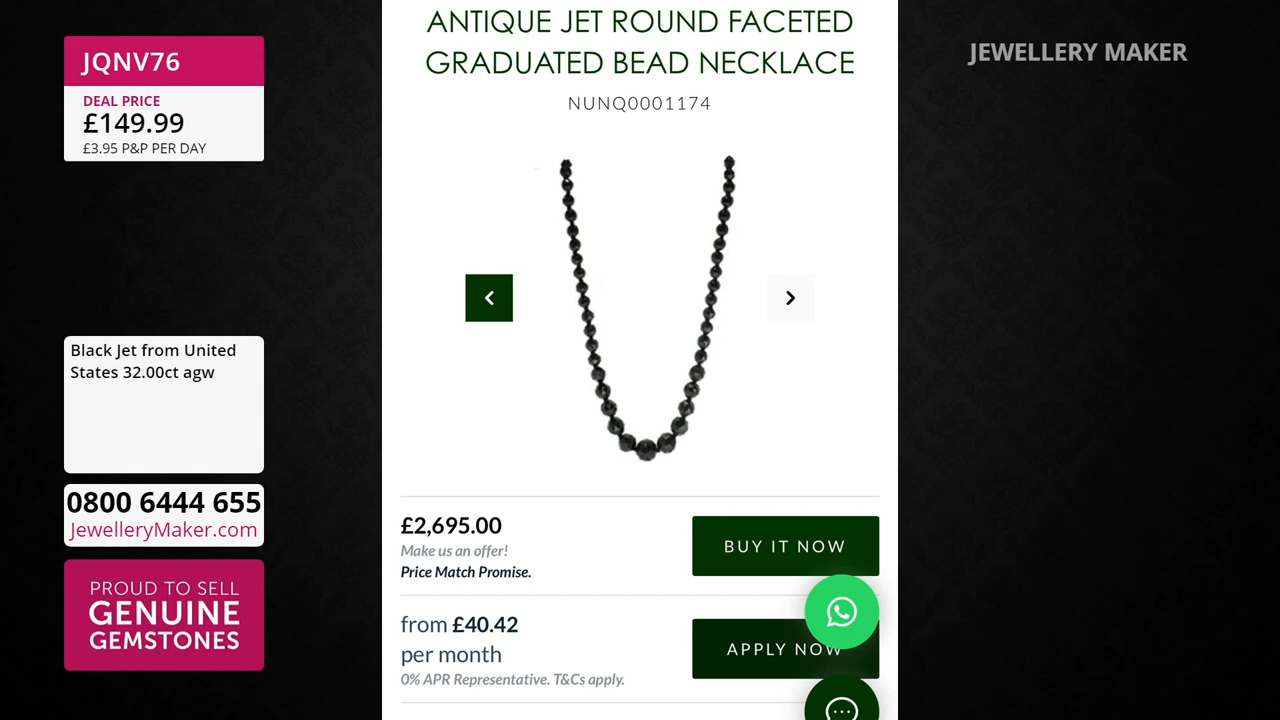 JQNV76
DEAL PRICE
£149.99
£3.95 P&P PER DAY
Black Jet from United
States 32.00ct agw
0800 6444 655
JewelleryMaker.com
PROUD TO SELL
GENUINE
GEMSTONES
ANTIQUE JET ROUND FACETED
GRADUATED BEAD NECKLACE
NUNQ0001174
£2,695.00
Make us an offer!
Price Match Promise.
BUY IT NOW
from £40.42
per month
0% APR Representative. T&Cs apply.
APPLY NOW
JEWELLERY MAKER